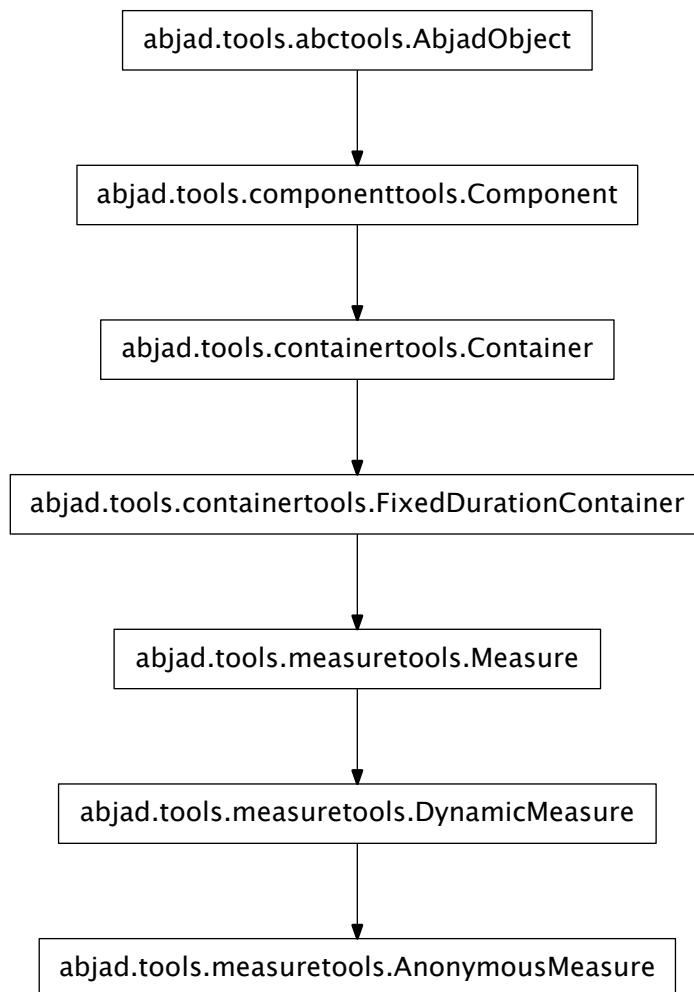 abjad.tools.abctools.AbjadObject
abjad.tools.componenttools.Component
abjad.tools.containertools.Container
abjad.tools.containertools.FixedDurationContainer
abjad.tools.measuretools.Measure
abjad.tools.measuretools.DynamicMeasure
abjad.tools.measuretools.AnonymousMeasure